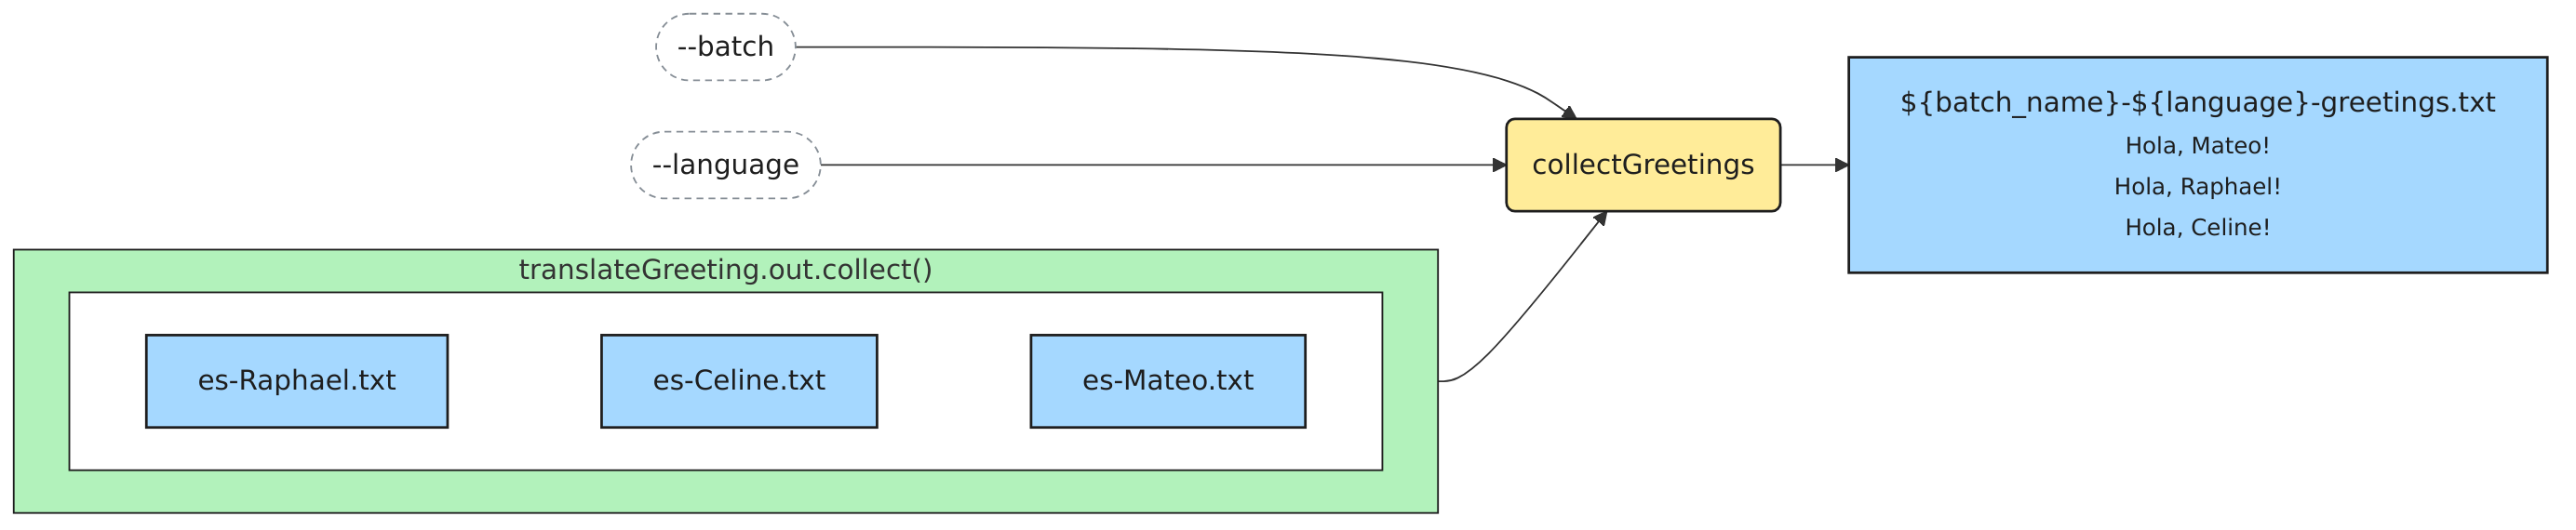 --batch
--language
collectGreetings
${batch_name}-${language}-greetings.txt
Hola, Mateo!
Hola, Raphael!
Hola, Celine!
translateGreeting.out.collect()
es-Raphael.txt
es-Celine.txt
es-Mateo.txt